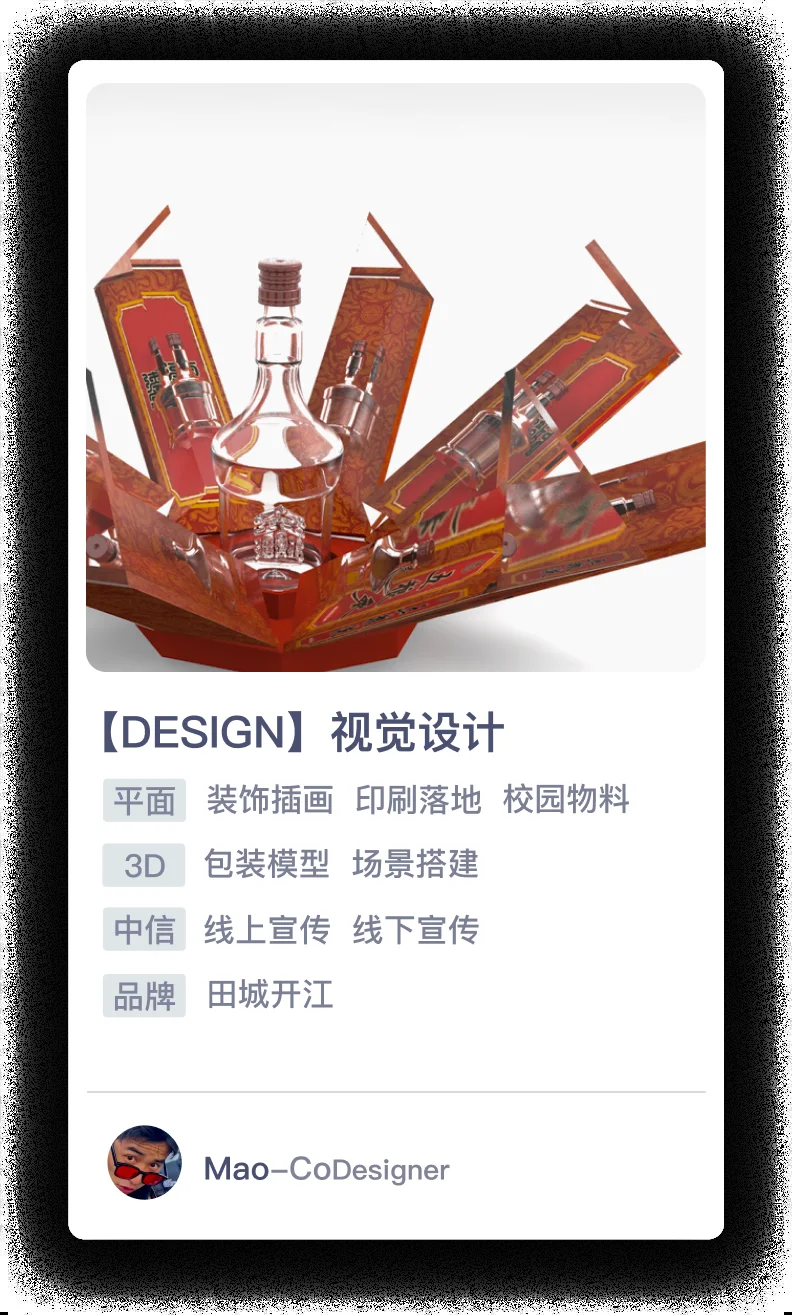 【DESIGN】视觉设计
平面 装饰插画 印刷落地 校园物料
3D 包装模型 场景搭建
中信 线上宣传 线下宣传
品牌 田城开江
Mao-CoDesigner